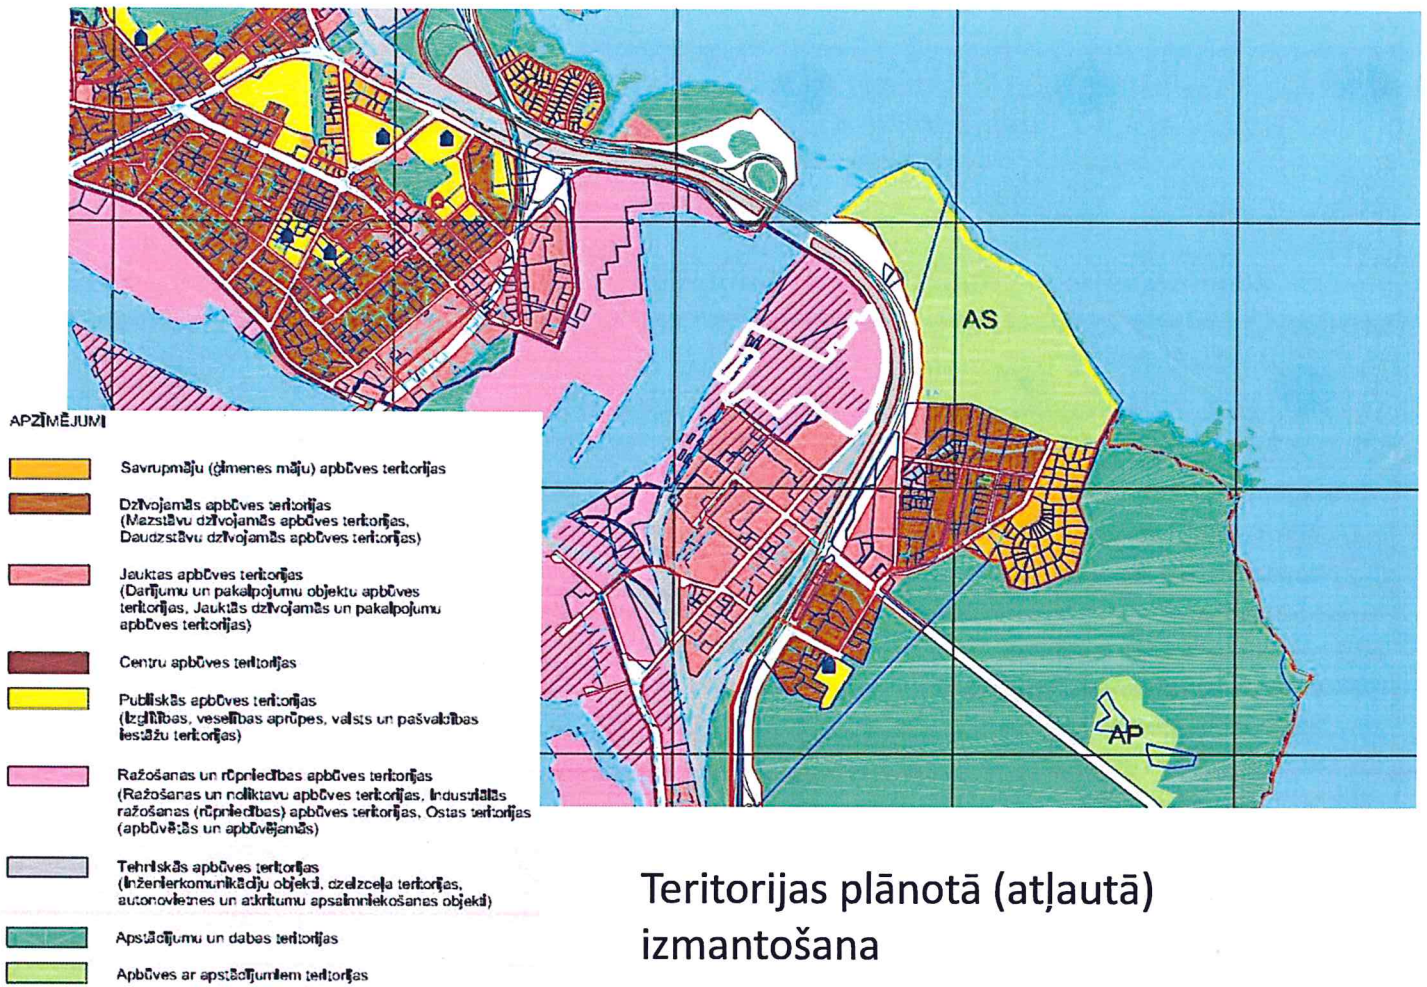 AS
AP
APZĪMĒJUMI
Savrupmāju (ģimenes māju) apbūves teritorijas
Dzīvojamās apbūves teritorijas
(Mazstāvu dzīvojamās apbūves teritorijas,
Daudzstāvu dzīvojamās apbūves teritorijas)
Jauktas apbūves teritorijas
(Darījumu un pakalpojumu objektu apbūves
teritorijas, Jauktās dzīvojamās un pakalpojumu
apbūves teritorijas)
Centru apbūves teritorijas
Publiskās apbūves teritorijas
(Izglītības, veselības aprūpes, valsts un pašvaldības
iestāžu teritorijas)
Ražošanas un rūpniecības apbūves teritorijas
(Ražošanas un noliktavu apbūves teritorijas, Industriālās
ražošanas (rūpniecības) apbūves teritorijas, Ostas teritorijas
(apbūvētās un apbūvējamās)
Tehniskās apbūves teritorijas
(Inženierkomunikāciju objekti, dzelzceļa teritorijas,
autonovietnes un atkritumu apsaimniekošanas objekti)
Apstādījumu un dabas teritorijas
Apbūves ar apstādījumiem teritorijas
Teritorijas plānotā (atļautā)
izmantošana